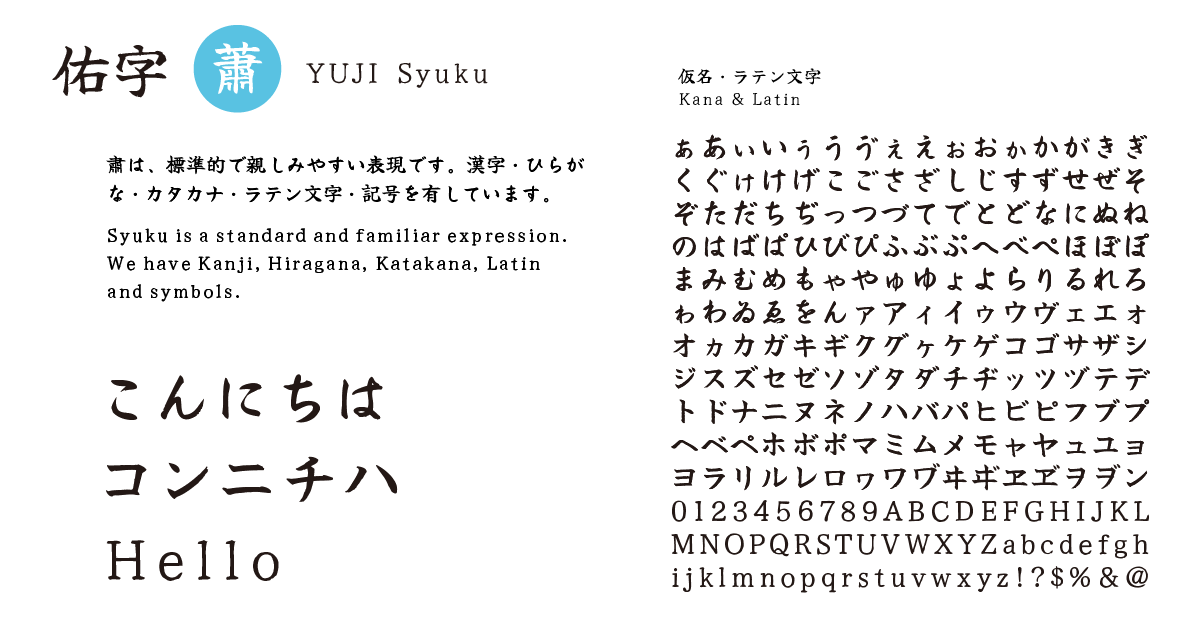 佑字 蕭 YUJI Syuku
蕭は、標準的で親しみやすい表現です。漢字・ひらが
な・カタカナ・ラテン文字・記号を有しています。
Syuku is a standard and familiar expression.
We have Kanji, Hiragana, Katakana, Latin
and symbols.
こんにちは
コンニチハ
Hello
仮名・ラテン文字
Kana & Latin
ぁあぃいぅうゔぇえぉおゕかがきぎ
くぐゖけげこごさざしじすずせぜそ
ぞただちぢっつづてでとどなにぬね
のはばぱひびぴふぶぷへべぺほぼぽ
まみむめもゃやゅゆょよらりるれろ
ゎわゐゑをんァアィイゥウヴェエォ
オヵカガキギクグヶケゲコゴサザシ
ジスズセゼソゾタダチヂッツヅテデ
トドナニヌネノハバパヒビピフブプ
ヘベペホボポマミムメモャヤュユョ
ヨラリルレロヮワヷヰヸヱヹヲヺン
0123456789ABCDEFGHIJKL
MNOPQRSTUVWXYZabcdefgh
ijklmnopqrstuvwxyz!?$%&@